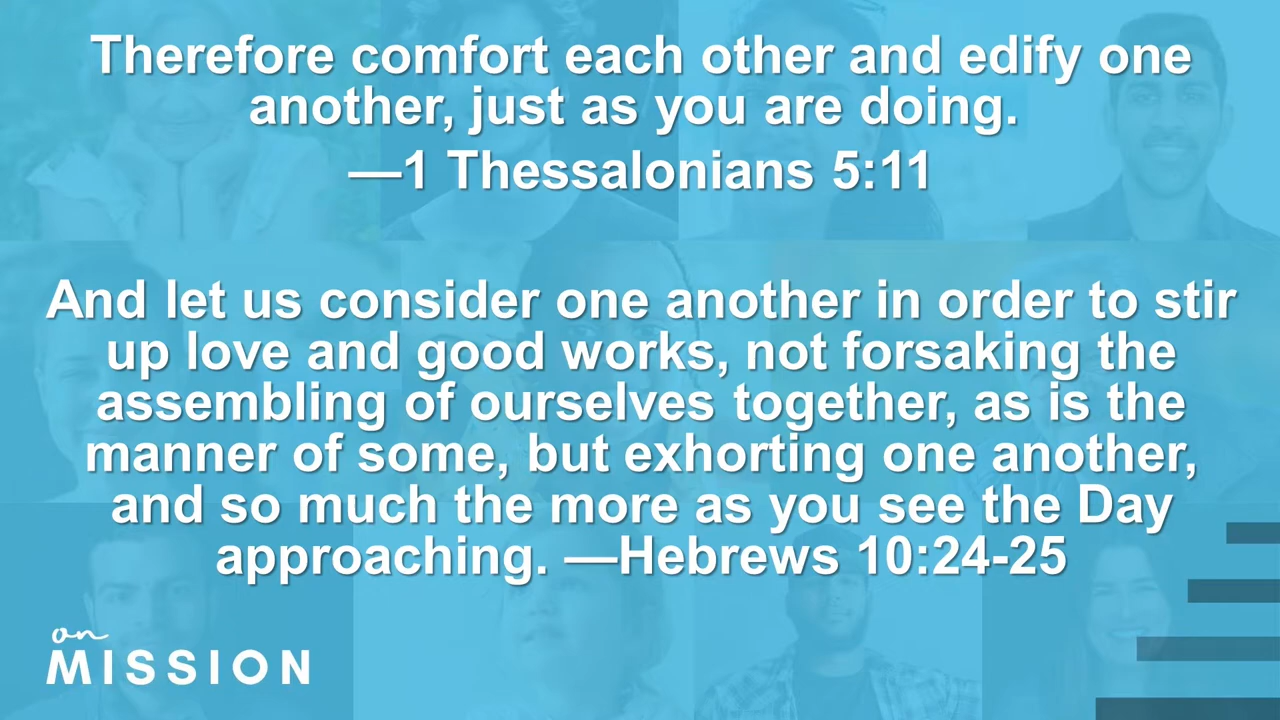 Therefore comfort each other and edify one
another, just as you are doing.
—1 Thessalonians 5:11
And let us consider one another in order to stir
up love and good works, not forsaking the
assembling of ourselves together, as is the
manner of some, but exhorting one another,
and so much the more as you see the Day
approaching. —Hebrews 10:24-25
on
MISSION